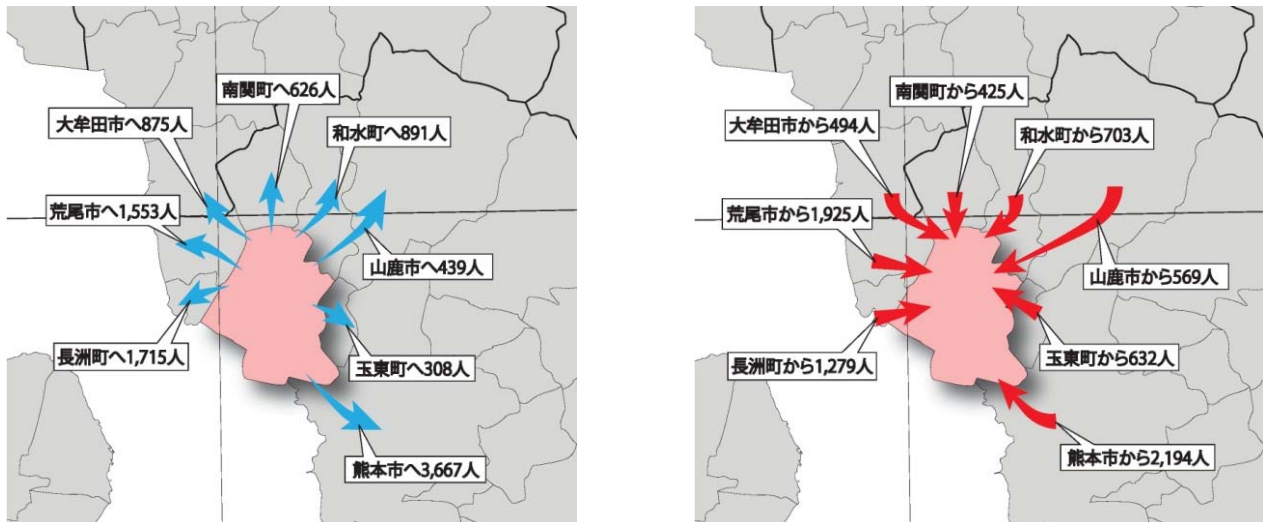 南関町へ626人
大牟田市へ875人
和水町へ891人
荒尾市へ1,553人
山鹿市へ439人
長洲町へ1,715人
玉東町へ308人
熊本市へ3,667人
南関町から425人
大牟田市から494人
和水町から703人
荒尾市から1,925人
山鹿市から569人
長洲町から1,279人
玉東町から632人
熊本市から2,194人